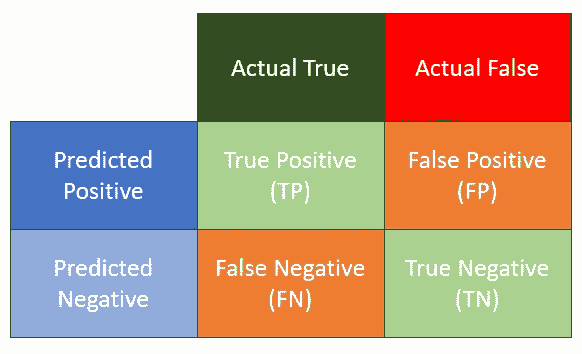 Actual True
Actual False
Predicted
Positive
True Positive
(TP)
False Positive
(FP)
Predicted
Negative
False Negative
(FN)
True Negative
(TN)